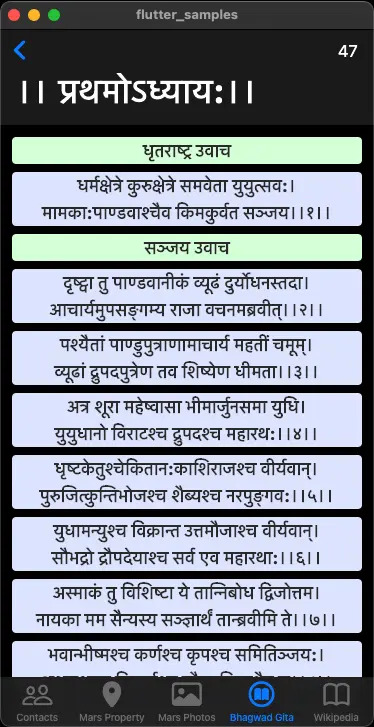 flutter_samples
47
।। प्रथमोऽध्याय:।।
धृतराष्ट्र उवाच
धर्मक्षेत्रे कुरुक्षेत्रे समवेता युयुत्सव:।
मामका:पाण्डवाश्चैव किमकुर्वत सञ्जय।।१।।
सञ्जय उवाच
दृष्ट्वा तु पाण्डवानीकं व्यूढं दुर्योधनस्तदा।
आचार्यमुपसङ्गम्य राजा वचनमब्रवीत्।।२।।
पश्यैतां पाण्डुपुत्राणामाचार्य महतीं चमूम्।
व्यूढां द्रुपदपुत्रेण तव शिष्येण धीमता।।३।।
अत्र शूरा महेष्वासा भीमार्जुनसमा युधि।
युयुधानो विराटश्च द्रुपदश्च महारथ:।।४।।
धृष्टकेतुश्चेकितान:काशिराजश्च वीर्यवान्।
पुरुजित्कुन्तिभोजश्च शैब्यश्च नरपुङ्गव:।।५।।
युधामन्युश्च विक्रान्त उत्तमौजाश्च वीर्यवान्।
सौभद्रो द्रौपदेयाश्च सर्व एव महारथा:।।६।।
अस्माकं तु विशिष्टा ये तान्निबोध द्विजोत्तम।
नायका मम सैन्यस्य सञ्ज्ञार्थं तान्ब्रवीमि ते।।७।।
भवान्भीष्मश्च कर्णश्च कृपश्च समितिञ्जय:।
Contacts
Mars Property
Mars Photos
Bhagwad Gita
Wikipedia